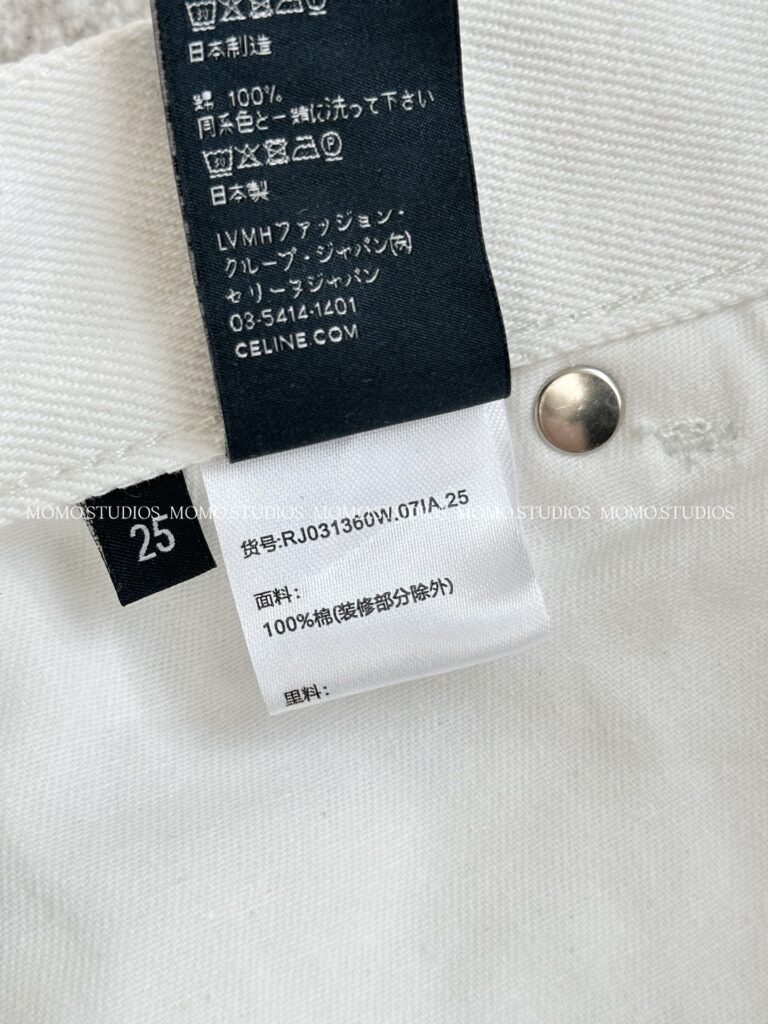 日本制造
綿 100%
同系色と一緒に洗って下さい
日本製
LVMHファッション・
グループ・ジャパン(株)
セリーヌジャパン
03-5414-1401
CELINE.COM
25
货号:RJ031360W.07IA.25
MOMO.STUDIOS MOMO.STUDIOS MOMO.STUDIOS MOMO.STUDIOS MOMO.STUDIOS
面料:
100%棉(装修部分除外)
里料: